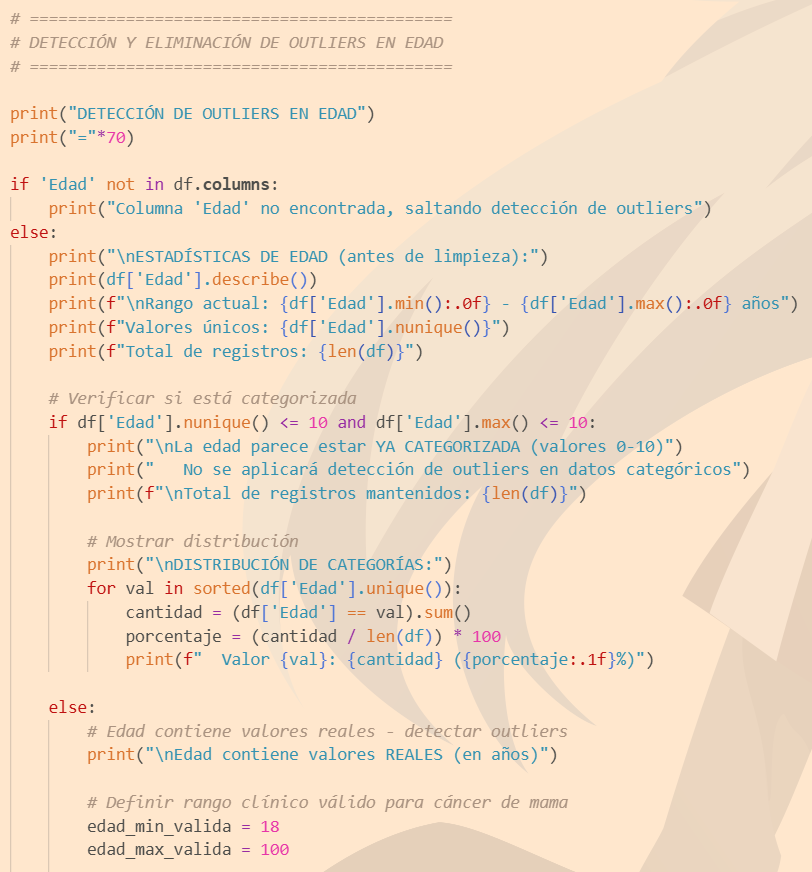 # ============================================
# DETECCIÓN Y ELIMINACIÓN DE OUTLIERS EN EDAD
# ============================================
print("DETECCIÓN DE OUTLIERS EN EDAD")
print("="*70)
if 'Edad' not in df.columns:
print("Columna 'Edad' no encontrada, saltando detección de outliers")
else:
print("\nESTADÍSTICAS DE EDAD (antes de limpieza):")
print(df['Edad'].describe())
print(f"\nRango actual: {df['Edad'].min():.0f} - {df['Edad'].max():.0f} años")
print(f"Valores únicos: {df['Edad'].nunique()}")
print(f"Total de registros: {len(df)}")
# Verificar si está categorizada
if df['Edad'].nunique() <= 10 and df['Edad'].max() <= 10:
print("\nLa edad parece estar YA CATEGORIZADA (valores 0-10)")
print("   No se aplicará detección de outliers en datos categóricos")
print(f"\nTotal de registros mantenidos: {len(df)}")
# Mostrar distribución
print("\nDISTRIBUCIÓN DE CATEGORÍAS:")
for val in sorted(df['Edad'].unique()):
cantidad = (df['Edad'] == val).sum()
porcentaje = (cantidad / len(df)) * 100
print(f"  Valor {val}: {cantidad} ({porcentaje:.1f}%)")
else:
# Edad contiene valores reales - detectar outliers
print("\nEdad contiene valores REALES (en años)")
# Definir rango clínico válido para cáncer de mama
edad_min_valida = 18
edad_max_valida = 100